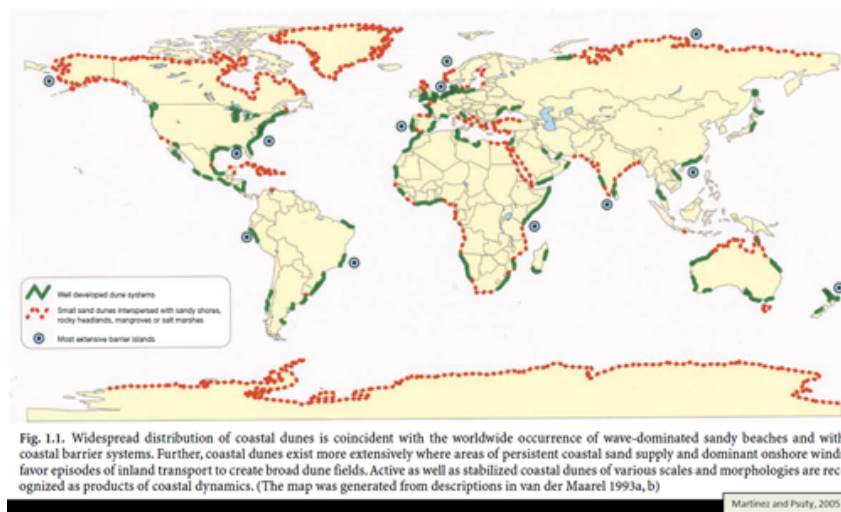 Well developed dune systems
Small sand dunes interspersed with sandy shores,
rocky headlands, mangroves or salt marshes
Most extensive barrier islands
Fig. 1.1. Widespread distribution of coastal dunes is coincident with the worldwide occurrence of wave-dominated sandy beaches and with
coastal barrier systems. Further, coastal dunes exist more extensively where areas of persistent coastal sand supply and dominant onshore wind
favor episodes of inland transport to create broad dune fields. Active as well as stabilized coastal dunes of various scales and morphologies are rec-
ognized as products of coastal dynamics. (The map was generated from descriptions in van der Maarel 1993a, b)
Martinez and Psuty, 2005